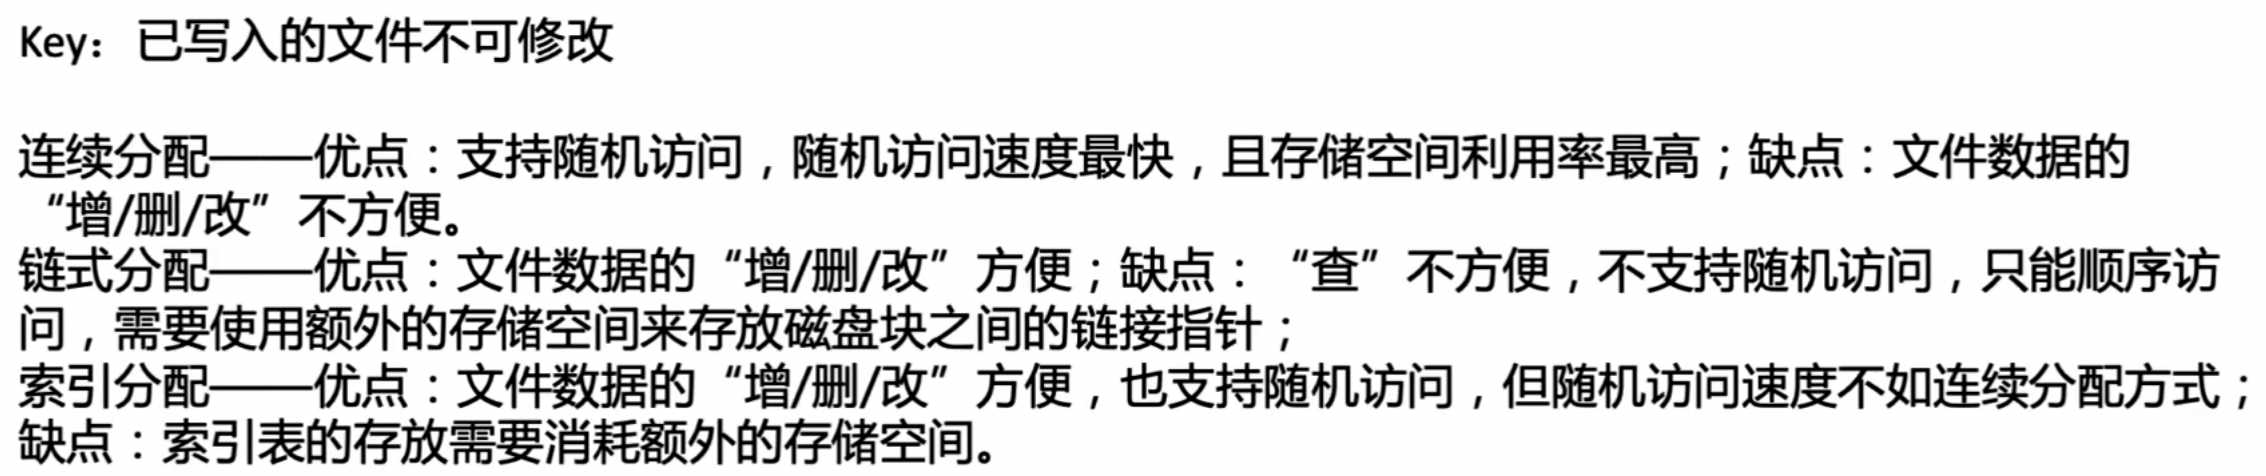 Key：已写入的文件不可修改
连续分配——优点：支持随机访问，随机访问速度最快，且存储空间利用率最高；缺点：文件数据的
“增/删/改”不方便。
链式分配——优点：文件数据的“增/删/改”方便；缺点：“查”不方便，不支持随机访问，只能顺序访
问，需要使用额外的存储空间来存放磁盘块之间的链接指针；
索引分配——优点：文件数据的“增/删/改”方便，也支持随机访问，但随机访问速度不如连续分配方式；
缺点：索引表的存放需要消耗额外的存储空间。